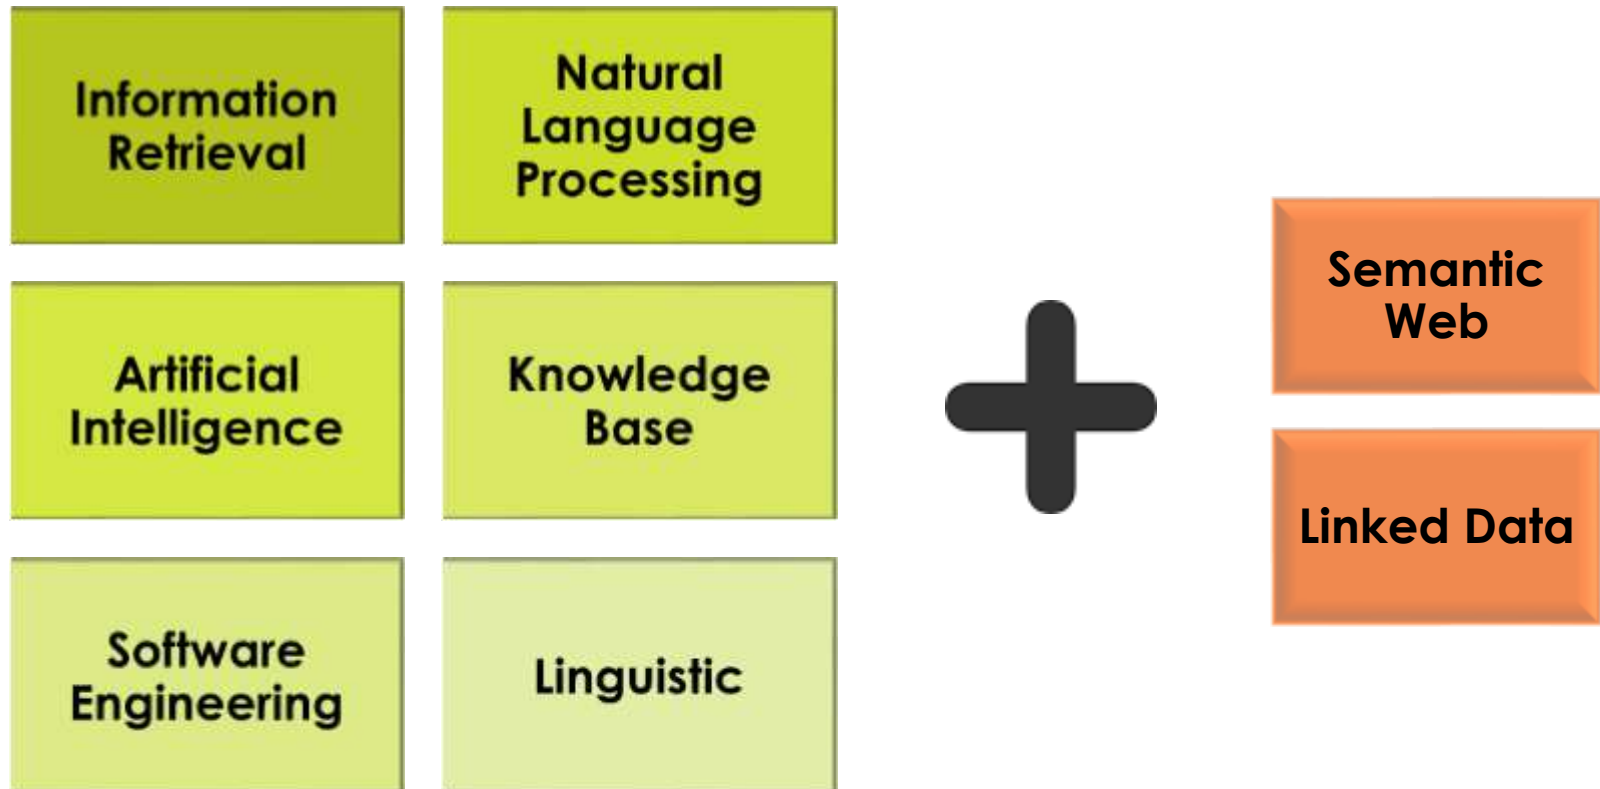 Information
Retrieval
Natural
Language
Processing
Artificial
Intelligence
Knowledge
Base
Software
Engineering
Linguistic
Semantic
Web
Linked Data